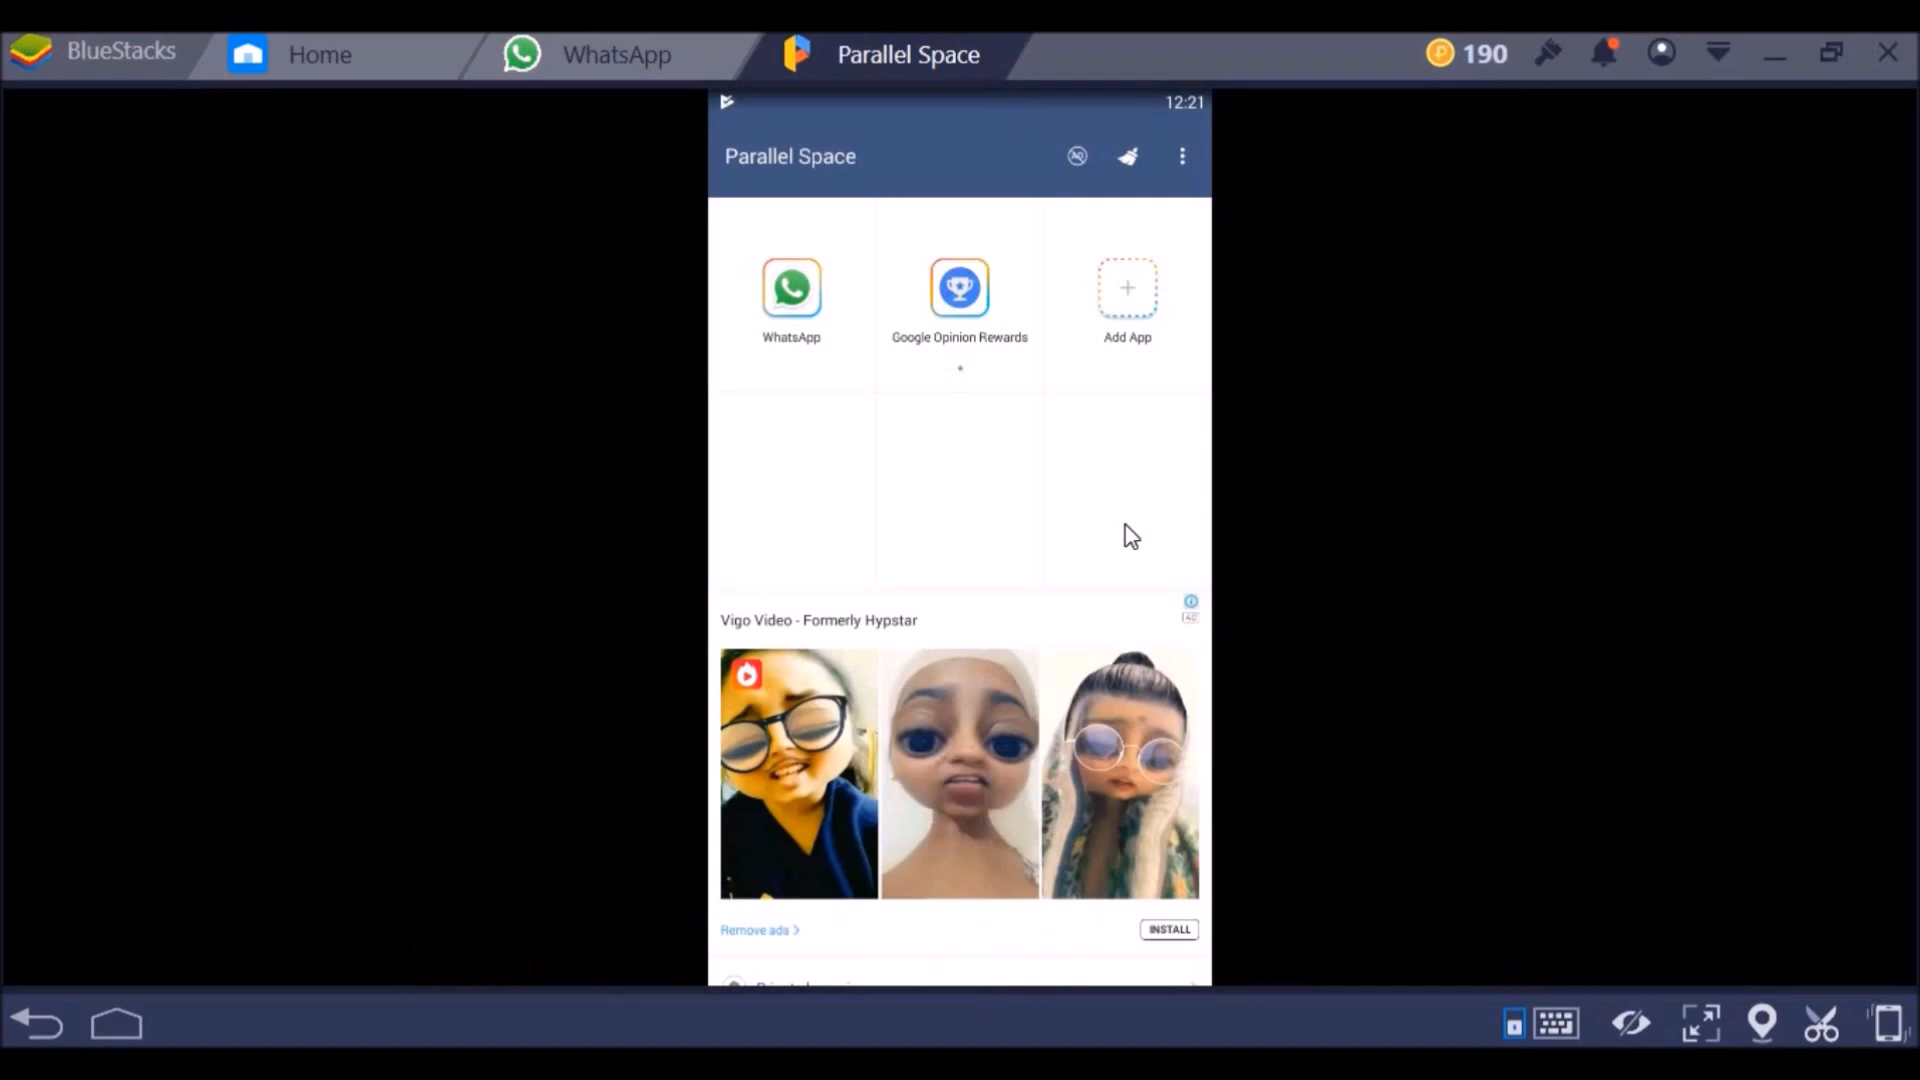 BlueStacks
Home
WhatsApp
Parallel Space
190
12:21
Parallel Space
WhatsApp
Google Opinion Rewards
Add App
Vigo Video - Formerly Hypstar
AD
Remove ads >
INSTALL